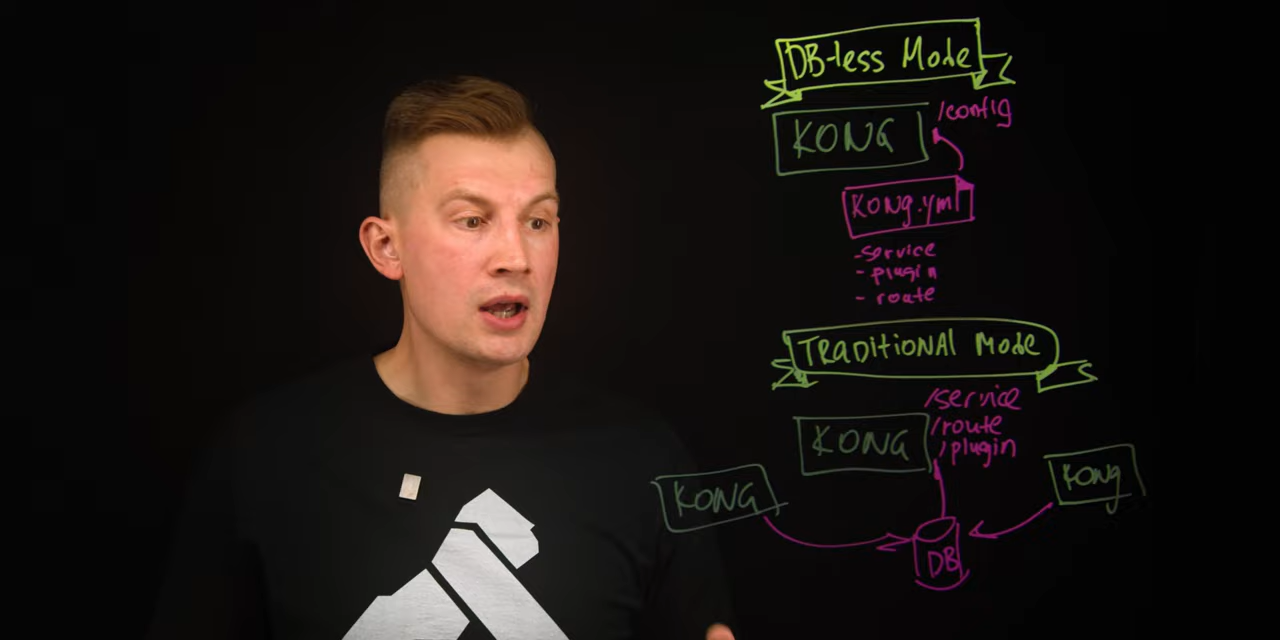 DB-less Mode
KONG
/config
Kong.yml
-service
- plugin
- route
TRADITIONAL Mode
/service
/route
/plugin
KONG
KONG
Kong
DB